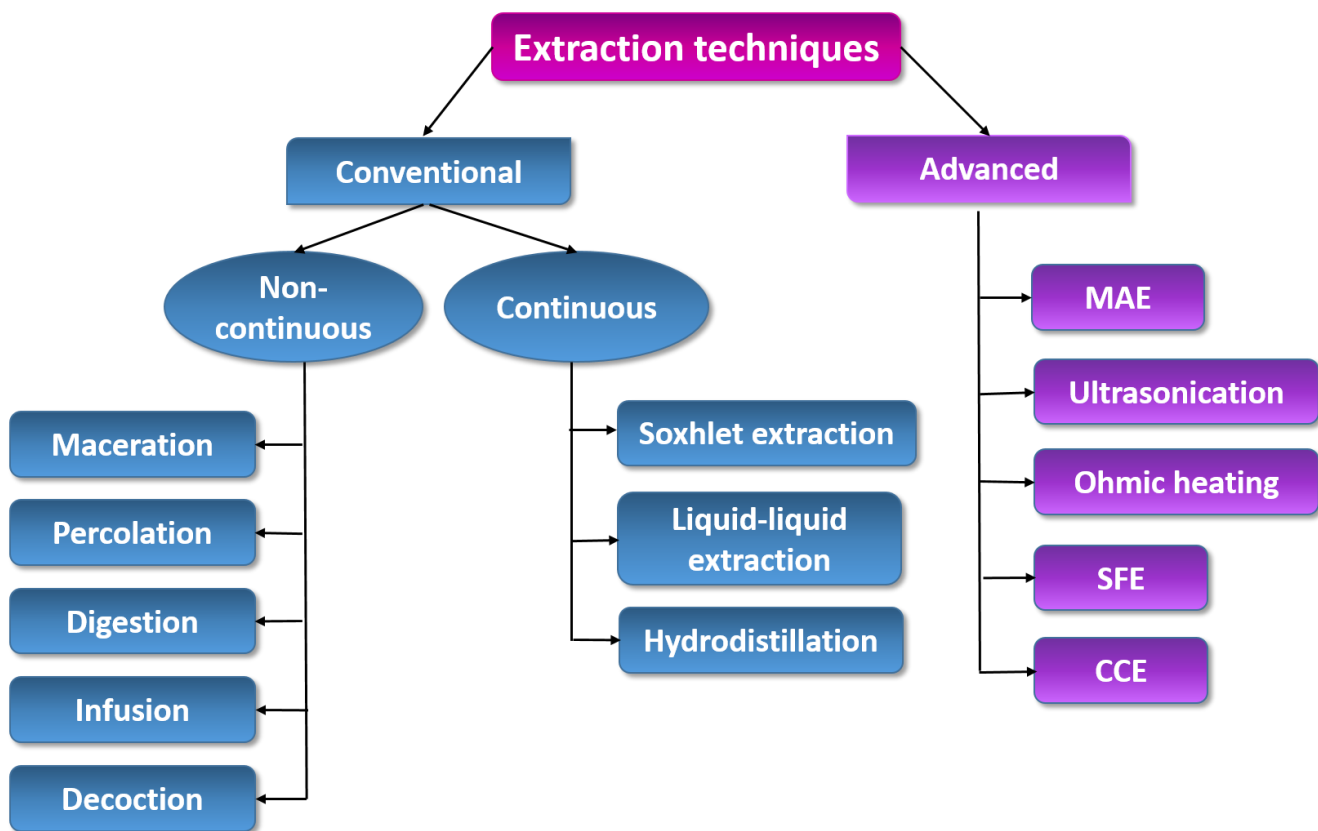 Extraction techniques
Conventional
Advanced
Non-
continuous
Continuous
Maceration
Percolation
Digestion
Infusion
Decoction
Soxhlet extraction
Liquid-liquid
extraction
Hydrodistillation
MAE
Ultrasonication
Ohmic heating
SFE
CCE